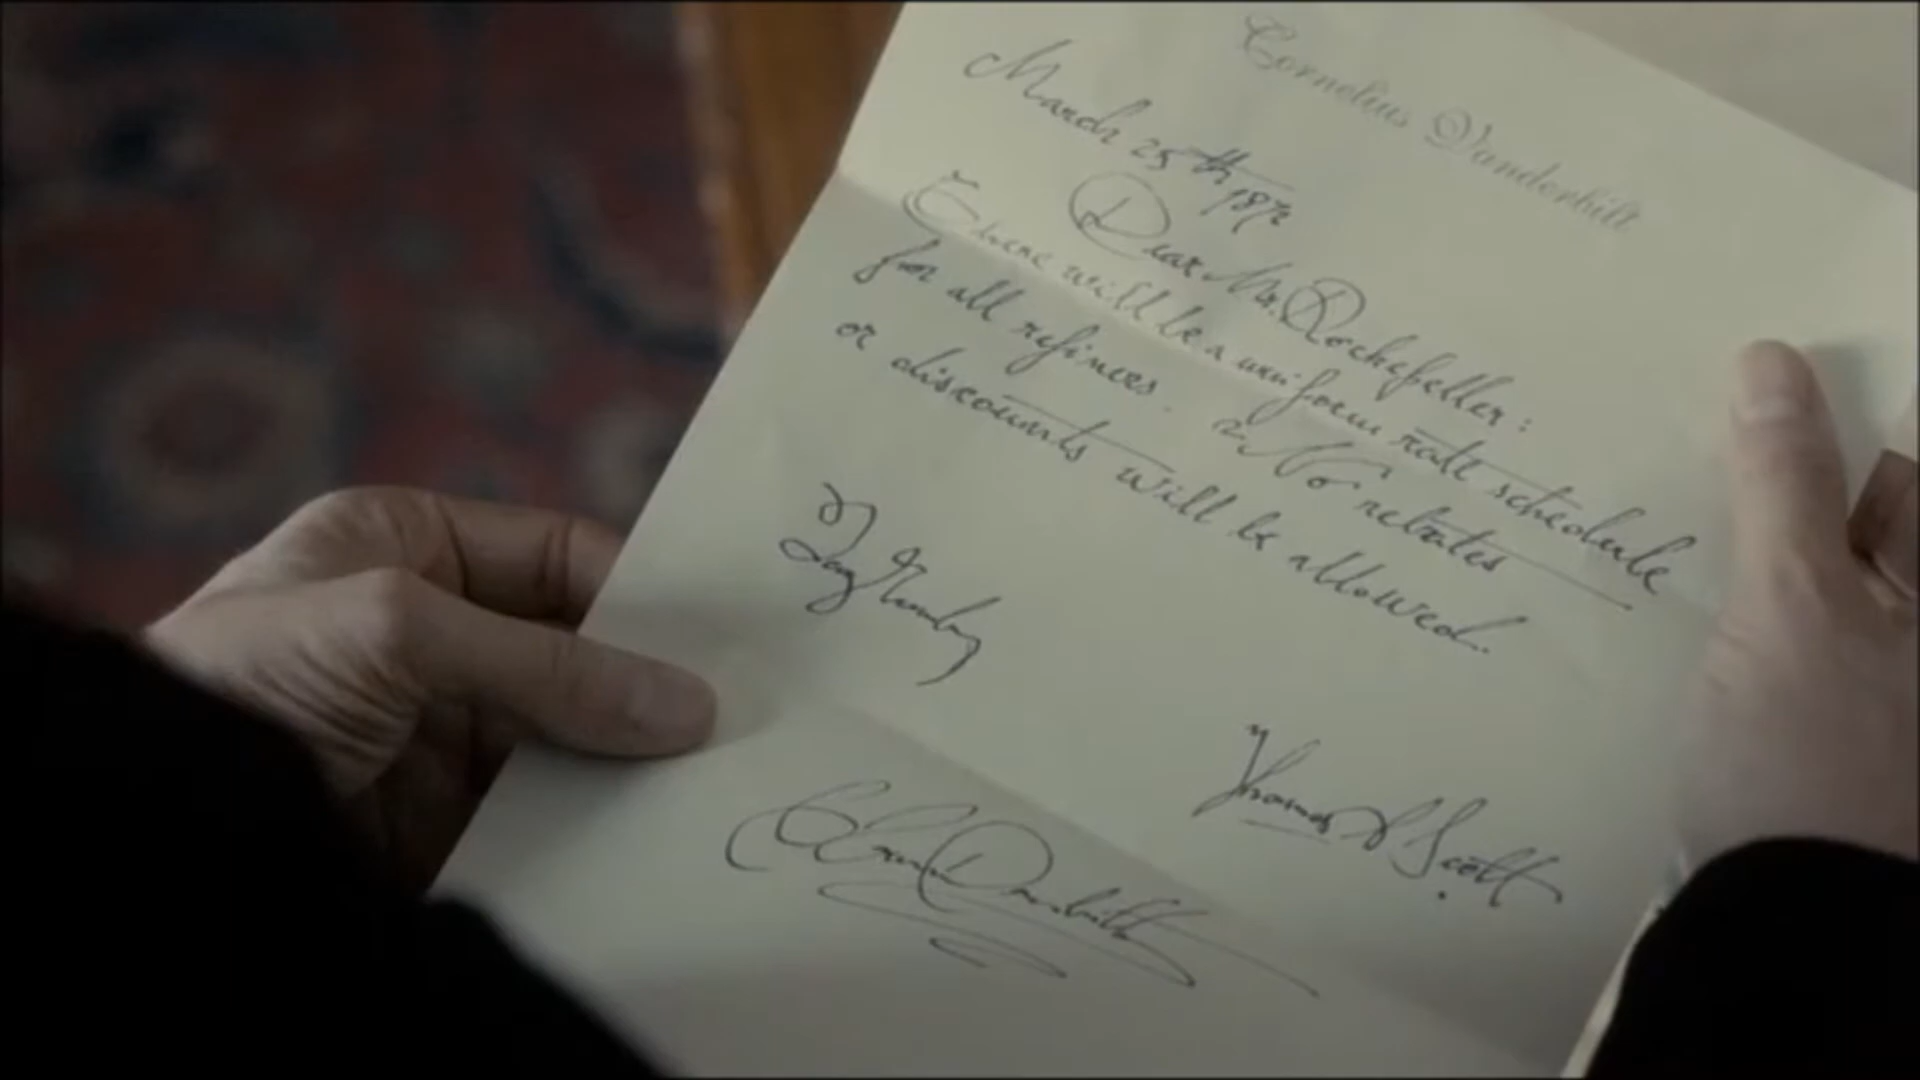 Cornelius Vanderbilt
March 25th 1872
Dear Mr. Rockefeller:
There will be a uniform rate schedule
for all refiners. No rebates
or discounts will be allowed.
Thomas A Scott
Vanderbilt